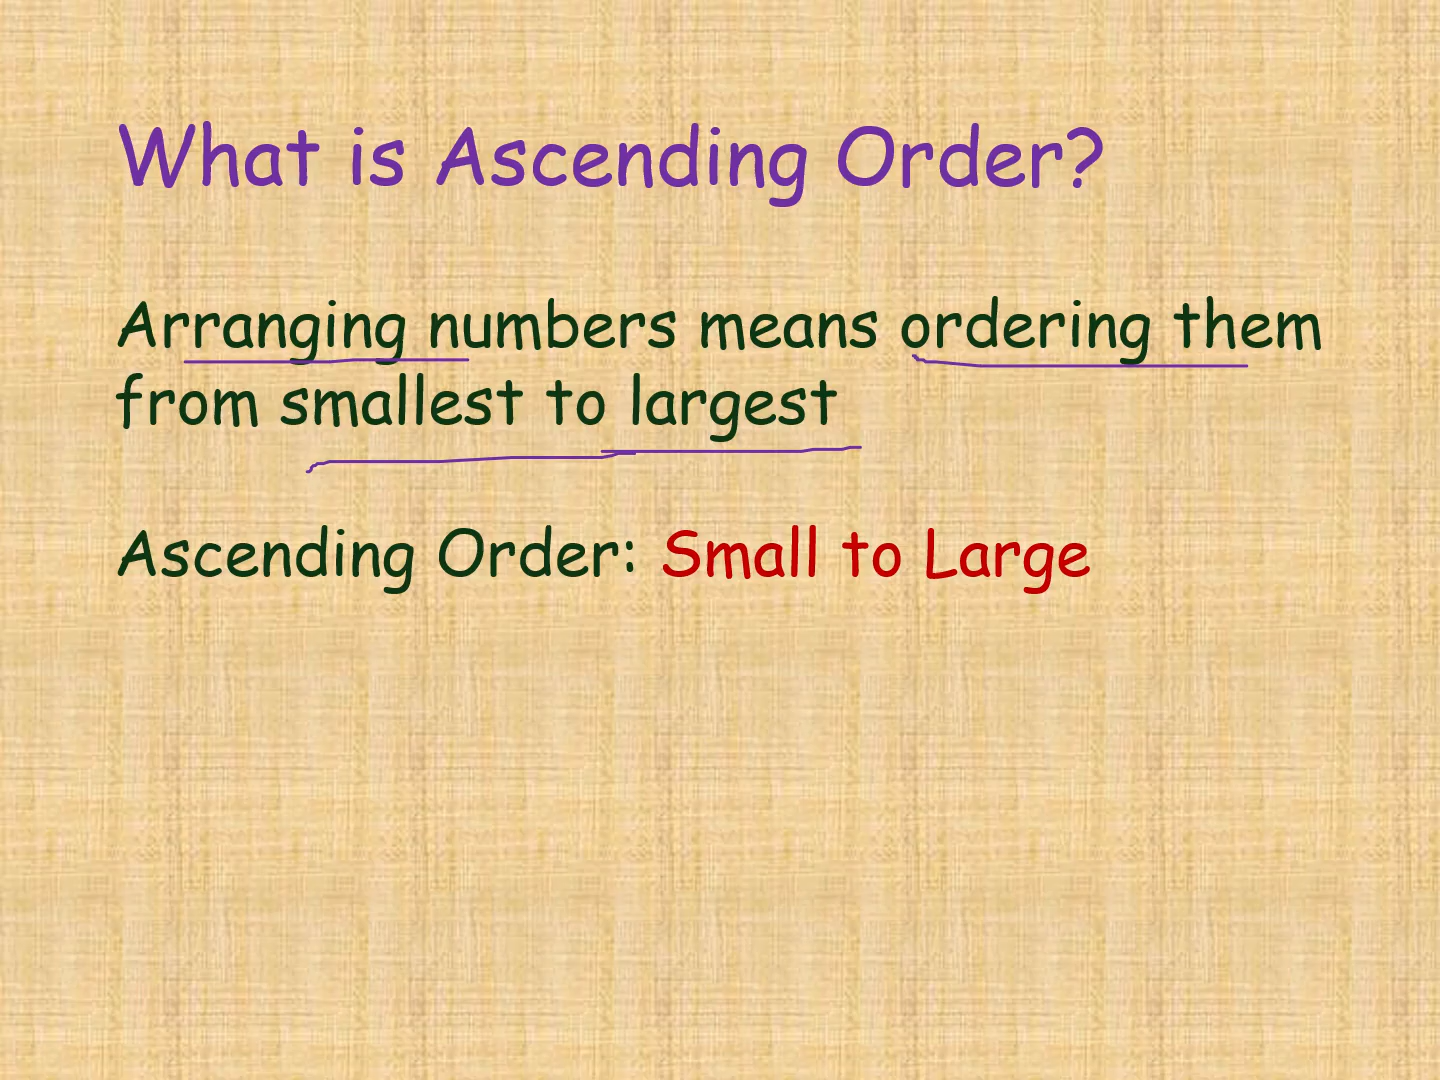 What is Ascending Order?
Arranging numbers means ordering them
from smallest to largest
Ascending Order: Small to Large